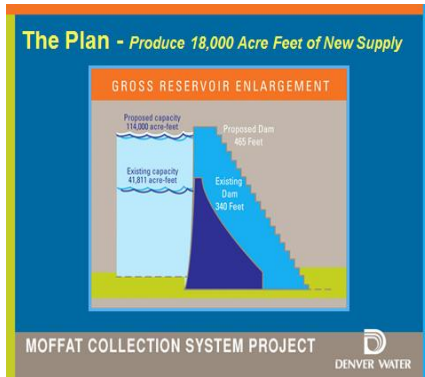 The Plan - Produce 18,000 Acre Feet of New Supply
GROSS RESERVOIR ENLARGEMENT
Proposed capacity
114,000 acre-feet
Proposed Dam
465 Feet
Existing capacity
41,811 acre-feet
Existing
Dam
340 Feet
MOFFAT COLLECTION SYSTEM PROJECT
DENVER WATER